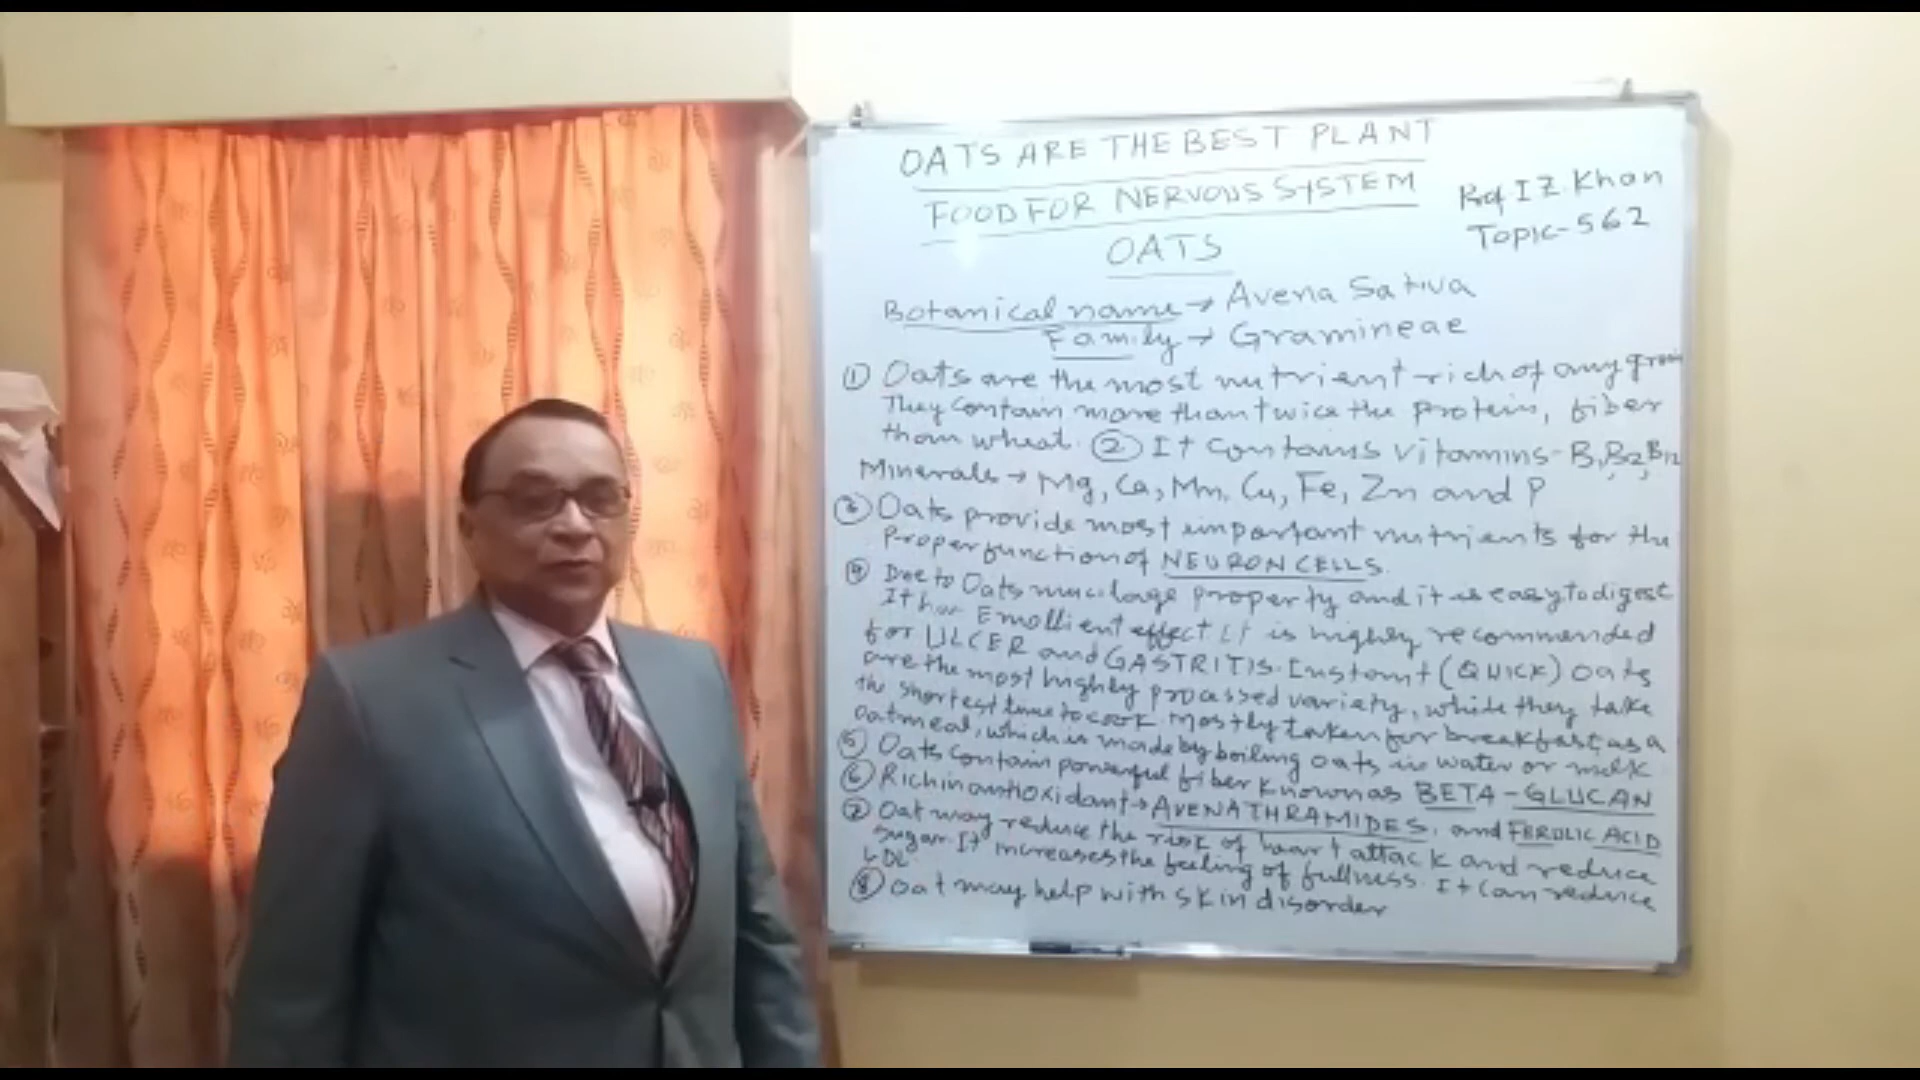 OATS ARE THE BEST PLANT
FOOD FOR NERVOUS SYSTEM
Prof I Z. Khan
Topic-562
OATS
Botanical name → Avena Sativa
Family → Gramineae
① Oats are the most nutrient-rich of any grain
They contain more than twice the protein, fiber
than wheat. ② It contains vitamins - B1, B2, B12
Minerals → Mg, Ca, Mn, Cu, Fe, Zn and P
③ Oats provide most important nutrients for the
Proper function of NEURON CELLS.
④ Due to Oats mucilage property and it is easy to digest
It has Emollient effect It is highly recommended
for ULCER and GASTRITIS. Instant (QUICK) oats
are the most highly processed variety, while they take
the shortest time to cook. Mostly taken for breakfast, as a
oatmeal, which is made by boiling oats in water or milk
⑤ Oats contain powerful fiber known as BETA-GLUCAN
⑥ Rich in antioxidant → AVENATHRAMIDES, and FEROLIC ACID
⑦ Oat may reduce the risk of heart attack and reduce
sugar. It increases the feeling of fullness. It can reduce
LDL
⑧ Oat may help with skin disorder